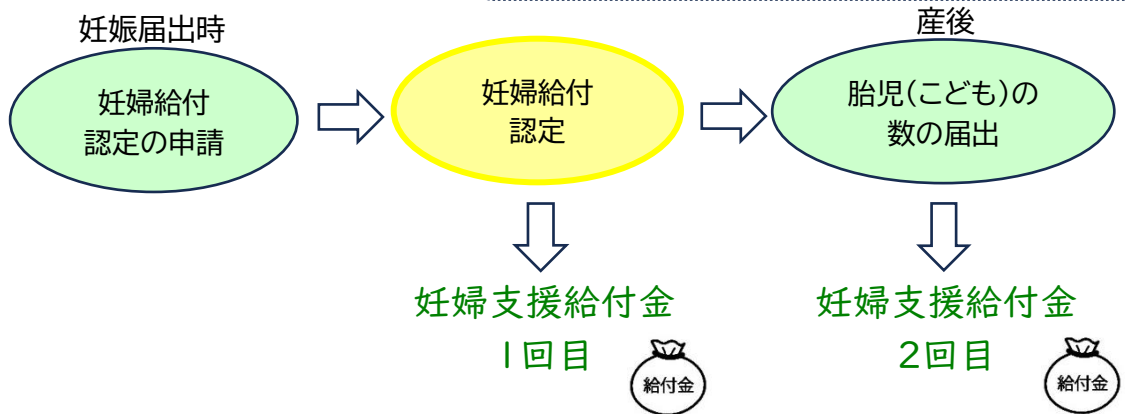 妊娠届出時
妊婦給付
認定の申請
妊婦給付
認定
産後
胎児(こども)の
数の届出
妊婦支援給付金
1回目
給付金
妊婦支援給付金
2回目
給付金